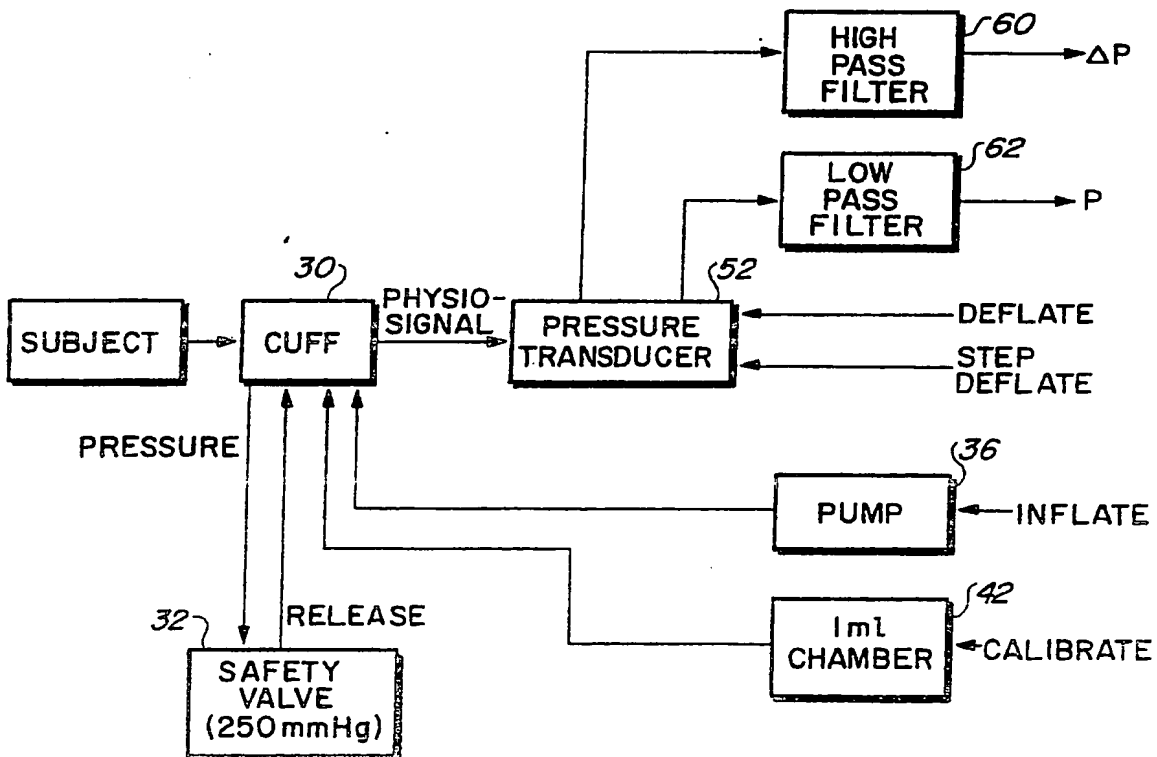 60
HIGH
PASS
FILTER
ΔP
62
LOW
PASS
FILTER
P
30
PHYSIO-
SIGNAL
52
SUBJECT
CUFF
PRESSURE
TRANSDUCER
DEFLATE
STEP
DEFLATE
PRESSURE
36
PUMP
INFLATE
RELEASE
32
SAFETY
VALVE
(250mmHg)
42
1ml
CHAMBER
CALIBRATE